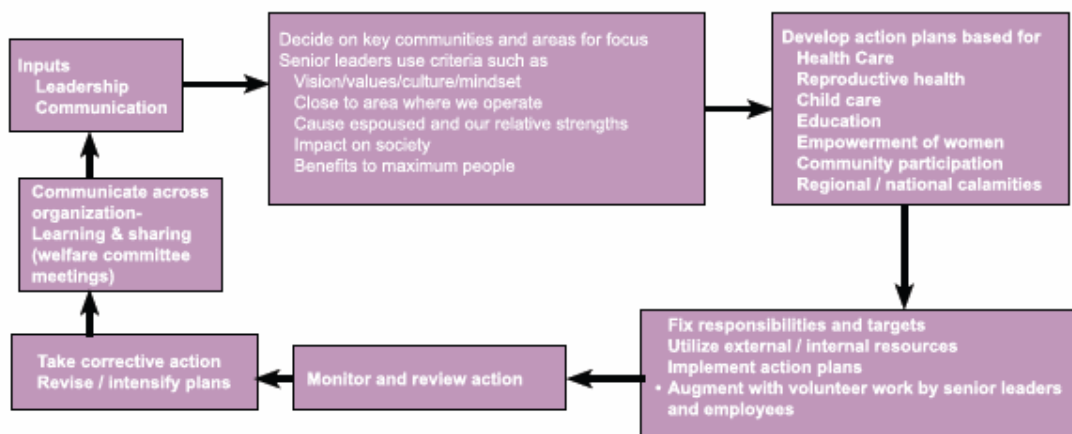 Inputs
Leadership
Communication
Decide on key communities and areas for focus
Senior leaders use criteria such as
Vision/values/culture/mindset
Close to area where we operate
Cause espoused and our relative strengths
Impact on society
Benefits to maximum people
Develop action plans based for
Health Care
Reproductive health
Child care
Education
Empowerment of women
Community participation
Regional / national calamities
Fix responsibilities and targets
Utilize external / internal resources
Implement action plans
• Augment with volunteer work by senior leaders
and employees
Monitor and review action
Take corrective action
Revise / intensify plans
Communicate across
organization-
Learning & sharing
(welfare committee
meetings)